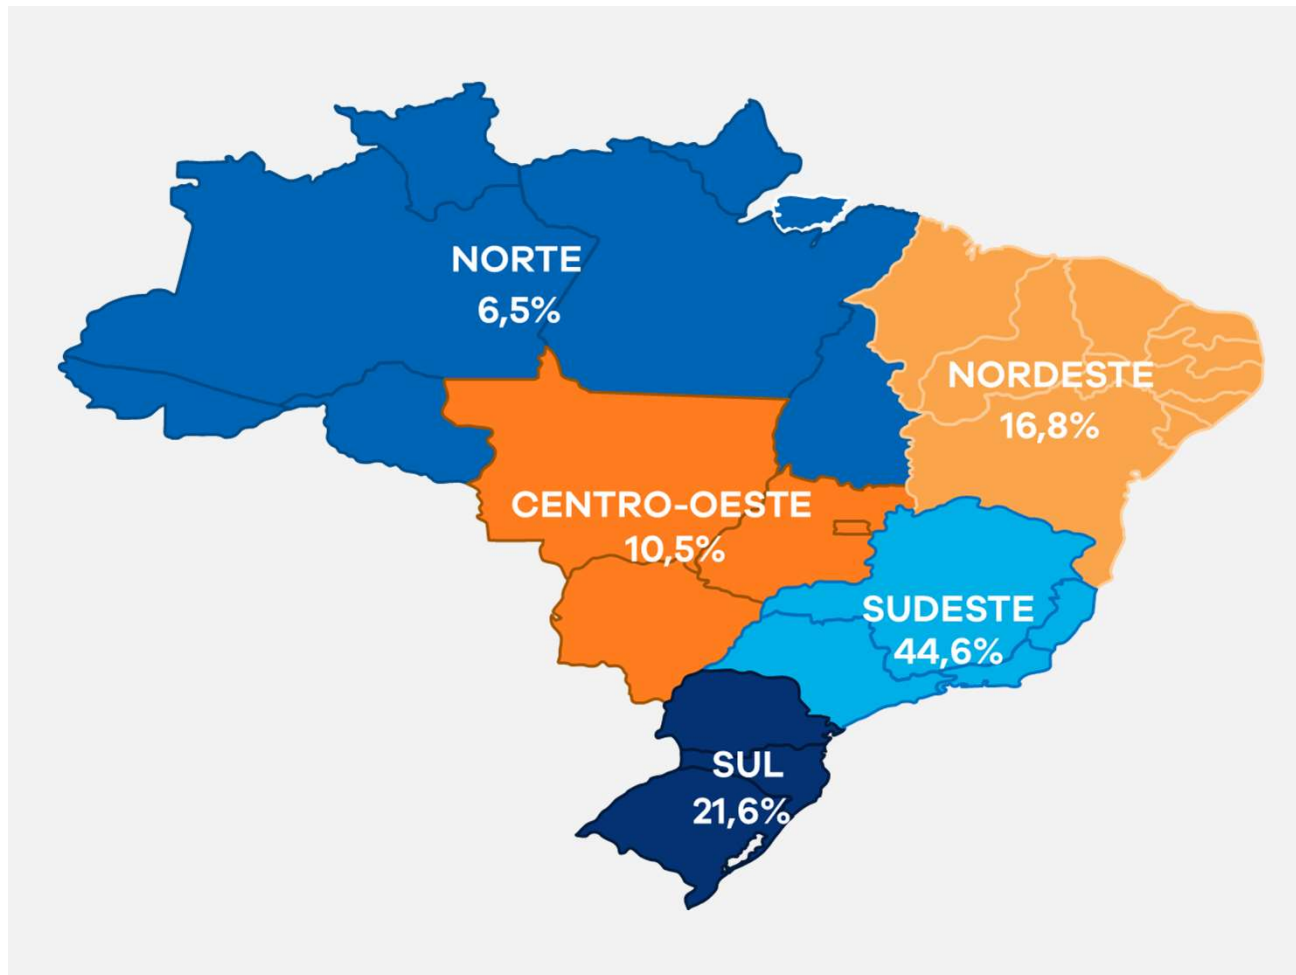 NORTE
6,5%
NORDESTE
16,8%
CENTRO-OESTE
10,5%
SUDESTE
44,6%
SUL
21,6%